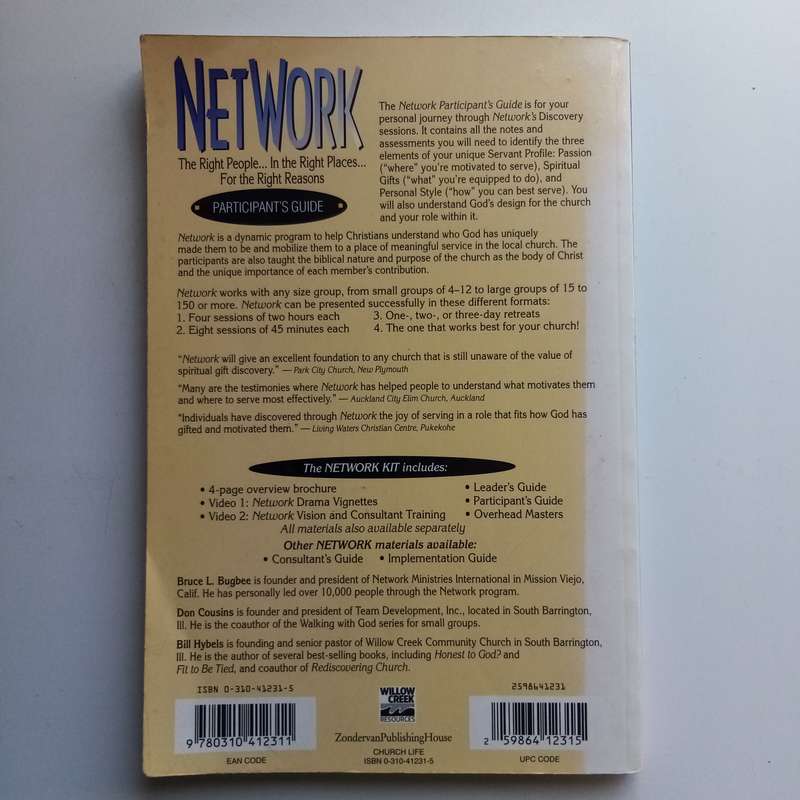 NETWORK
The Right People... In the Right Places...
For the Right Reasons
PARTICIPANT'S GUIDE
The Network Participant's Guide is for your
personal journey through Network's Discovery
sessions. It contains all the notes and
assessments you will need to identify the three
elements of your unique Servant Profile: Passion
("where" you're motivated to serve), Spiritual
Gifts ("what" you're equipped to do), and
Personal Style ("how" you can best serve). You
will also understand God's design for the church
and your role within it.
Network is a dynamic program to help Christians understand who God has uniquely
made them to be and mobilize them to a place of meaningful service in the local church. The
participants are also taught the biblical nature and purpose of the church as the body of Christ
and the unique importance of each member's contribution.
Network works with any size group, from small groups of 4–12 to large groups of 15 to
150 or more. Network can be presented successfully in these different formats:
1. Four sessions of two hours each
2. Eight sessions of 45 minutes each
3. One-, two-, or three-day retreats
4. The one that works best for your church!
"Network will give an excellent foundation to any church that is still unaware of the value of
spiritual gift discovery." — Park City Church, New Plymouth
"Many are the testimonies where Network has helped people to understand what motivates them
and where to serve most effectively." — Auckland City Elim Church, Auckland
"Individuals have discovered through Network the joy of serving in a role that fits how God has
gifted and motivated them." — Living Waters Christian Centre, Pukekohe
The NETWORK KIT includes:
• 4-page overview brochure
• Video 1: Network Drama Vignettes
• Video 2: Network Vision and Consultant Training
• Leader's Guide
• Participant's Guide
• Overhead Masters
All materials also available separately
Other NETWORK materials available:
• Consultant's Guide • Implementation Guide
Bruce L. Bugbee is founder and president of Network Ministries International in Mission Viejo,
Calif. He has personally led over 10,000 people through the Network program.
Don Cousins is founder and president of Team Development, Inc., located in South Barrington,
Ill. He is the coauthor of the Walking with God series for small groups.
Bill Hybels is founding and senior pastor of Willow Creek Community Church in South Barrington,
Ill. He is the author of several best-selling books, including Honest to God? and
Fit to Be Tied, and coauthor of Rediscovering Church.
ISBN 0-310-41231-5
9 780310 412311
EAN CODE
WILLOW
CREEK
RESOURCES
ZondervanPublishingHouse
CHURCH LIFE
ISBN 0-310-41231-5
2598641231
2 59864 12315
UPC CODE